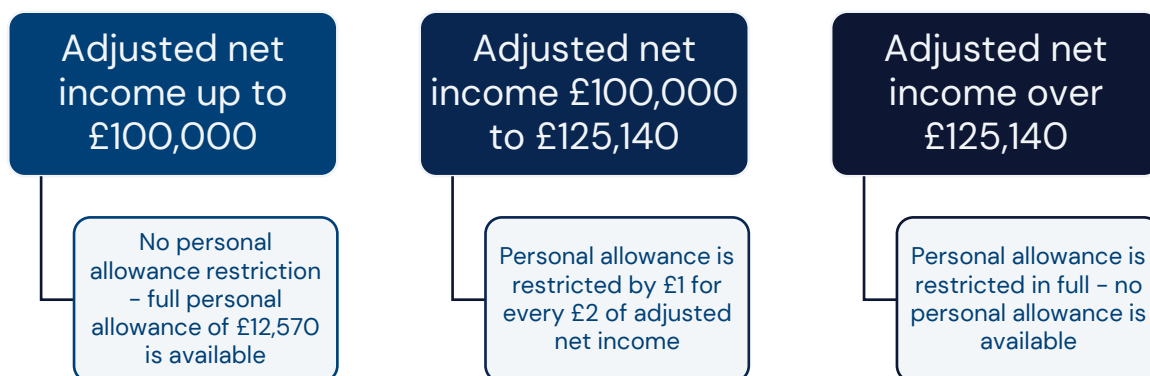 Adjusted net
income up to
£100,000
No personal
allowance restriction
– full personal
allowance of £12,570
is available
Adjusted net
income £100,000
to £125,140
Personal allowance is
restricted by £1 for
every £2 of adjusted
net income
Adjusted net
income over
£125,140
Personal allowance is
restricted in full – no
personal allowance is
available